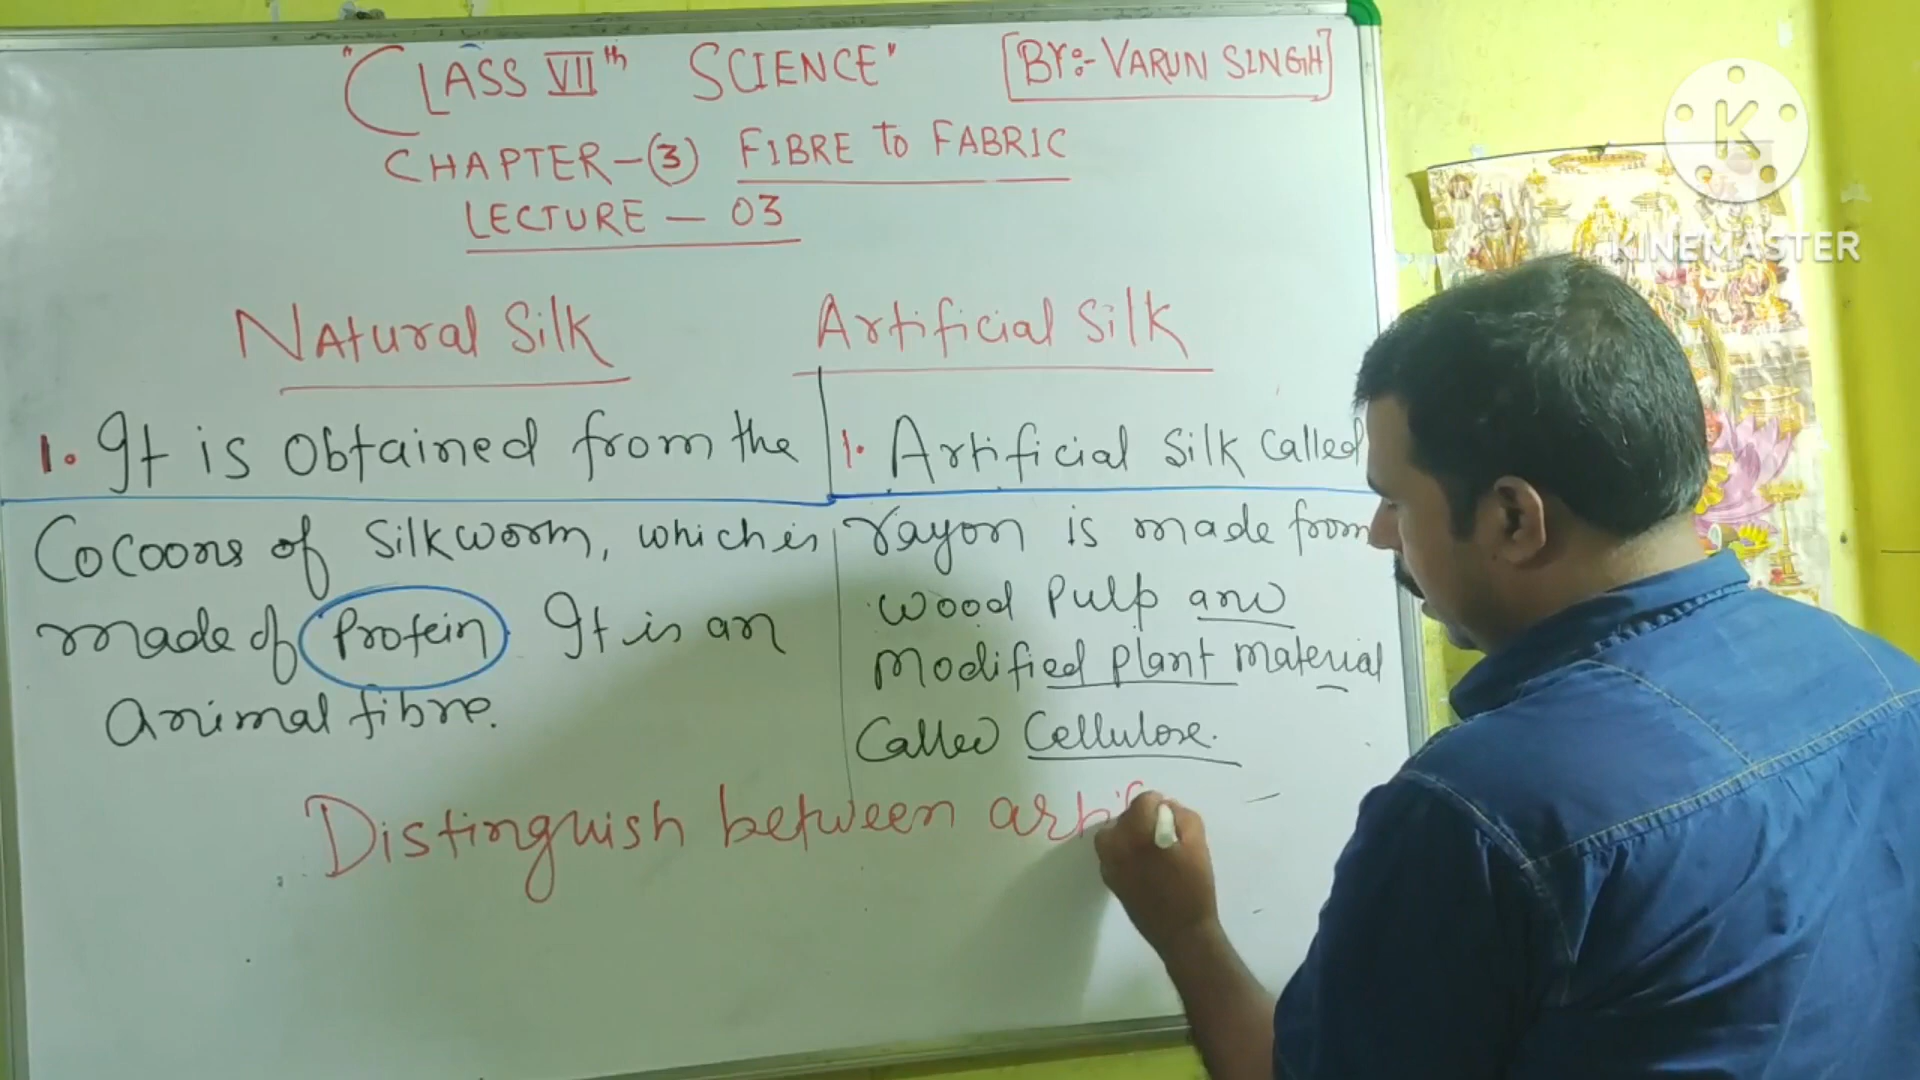 "CLASS VIIth SCIENCE"
[BY:- VARUN SINGH]
CHAPTER-(3) FIBRE to FABRIC
LECTURE - 03
NAtural Silk
1. It is obtained from the
Cocoons of Silkworm, which is
made of Protein. It is an
animal fibre.
Artificial Silk
1. Artificial Silk Called
rayon is made from
wood Pulp and
Modified plant material
Called Cellulose.
Distinguish between
K
KINEMASTER